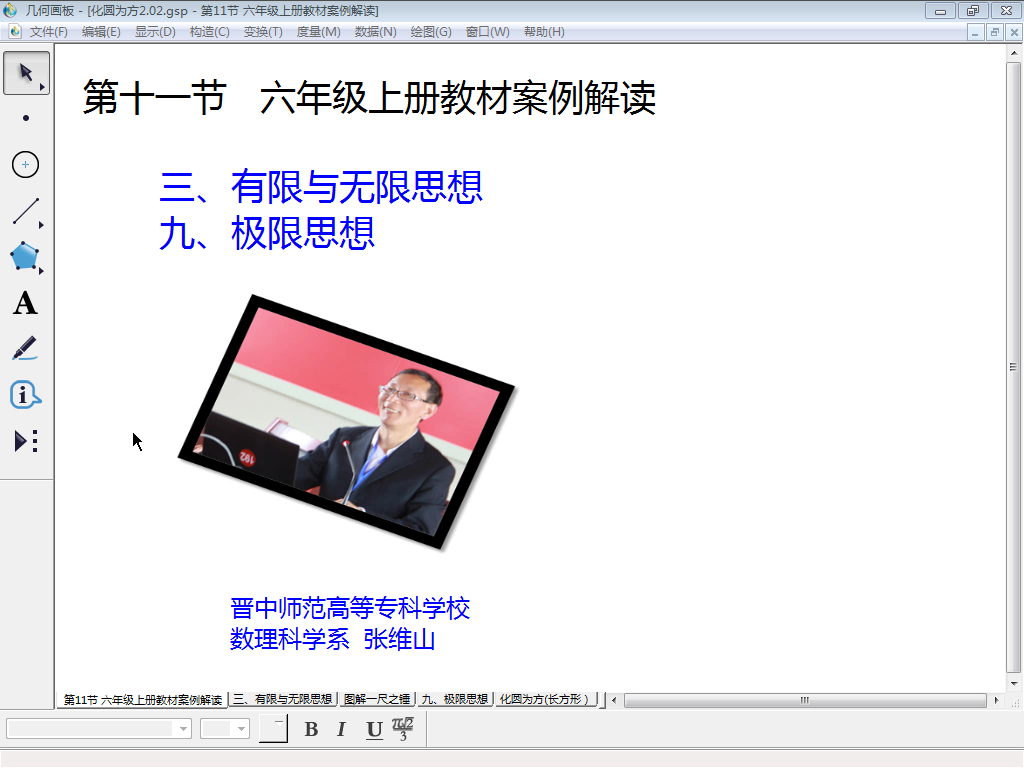 几何画板 - [化圆为方2.02.gsp - 第11节 六年级上册教材案例解读]
文件(F) 编辑(E) 显示(D) 构造(C) 变换(T) 度量(M) 数据(N) 绘图(G) 窗口(W) 帮助(H)
第十一节 六年级上册教材案例解读
三、有限与无限思想
九、极限思想
192
晋中师范高等专科学校
数理科学系 张维山
第11节 六年级上册教材案例解读 三、有限与无限思想 图解一尺之锤 九、极限思想 化圆为方(长方形)
B I U